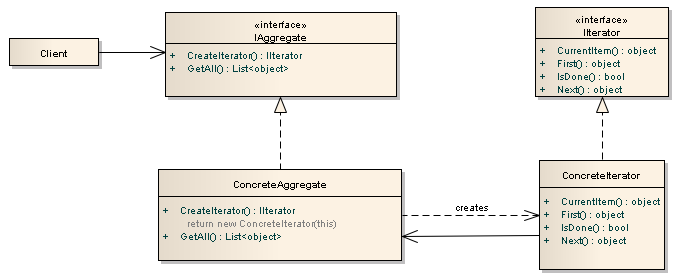 «interface»
IAggregate
+ CreateIterator() : IIterator
+ GetAll() : List<object>
«interface»
IIterator
+ CurrentItem() : object
+ First() : object
+ IsDone() : bool
+ Next() : object
Client
ConcreteAggregate
+ CreateIterator() : IIterator
return new ConcreteIterator(this)
+ GetAll() : List<object>
creates
ConcreteIterator
+ CurrentItem() : object
+ First() : object
+ IsDone() : bool
+ Next() : object